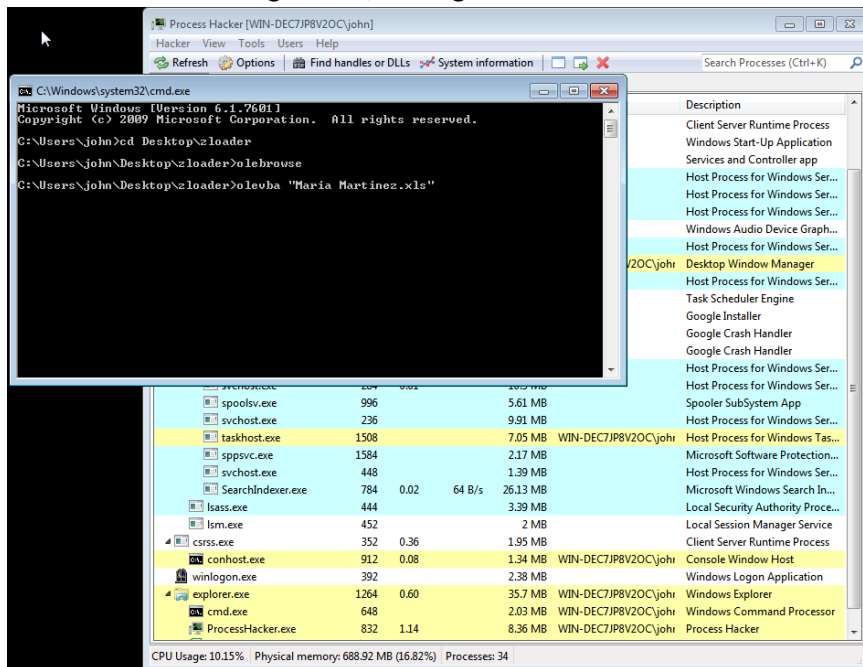 Process Hacker [WIN-DEC7JP8V2OC\john]
Hacker View Tools Users Help
Refresh Options Find handles or DLLs System information Search Processes (Ctrl+K)
C:\Windows\system32\cmd.exe
Microsoft Windows [Version 6.1.7601]
Copyright (c) 2009 Microsoft Corporation. All rights reserved.
C:\Users\john>cd Desktop\zloader
C:\Users\john\Desktop\zloader>olebrowse
C:\Users\john\Desktop\zloader>olevba "Maria Martinez.xls"
Description
Client Server Runtime Process
Windows Start-Up Application
Services and Controller app
Host Process for Windows Ser...
Host Process for Windows Ser...
Host Process for Windows Ser...
Windows Audio Device Graph...
Host Process for Windows Ser...
V2OC\john Desktop Window Manager
Host Process for Windows Ser...
Task Scheduler Engine
Google Installer
Google Crash Handler
Google Crash Handler
Host Process for Windows Ser...
Host Process for Windows Ser...
spoolsv.exe 996 5.61 MB Spooler SubSystem App
svchost.exe 236 9.91 MB Host Process for Windows Ser...
taskhost.exe 1508 7.05 MB WIN-DEC7JP8V2OC\john Host Process for Windows Tas...
sppsvc.exe 1584 2.17 MB Microsoft Software Protection...
svchost.exe 448 1.39 MB Host Process for Windows Ser...
SearchIndexer.exe 784 0.02 64 B/s 26.13 MB Microsoft Windows Search In...
lsass.exe 444 3.39 MB Local Security Authority Proce...
lsm.exe 452 2 MB Local Session Manager Service
csrss.exe 352 0.36 1.95 MB Client Server Runtime Process
conhost.exe 912 0.08 1.34 MB WIN-DEC7JP8V2OC\john Console Window Host
winlogon.exe 392 2.38 MB Windows Logon Application
explorer.exe 1264 0.60 35.7 MB WIN-DEC7JP8V2OC\john Windows Explorer
cmd.exe 648 2.03 MB WIN-DEC7JP8V2OC\john Windows Command Processor
ProcessHacker.exe 832 1.14 8.36 MB WIN-DEC7JP8V2OC\john Process Hacker
CPU Usage: 10.15% Physical memory: 688.92 MB (16.82%) Processes: 34